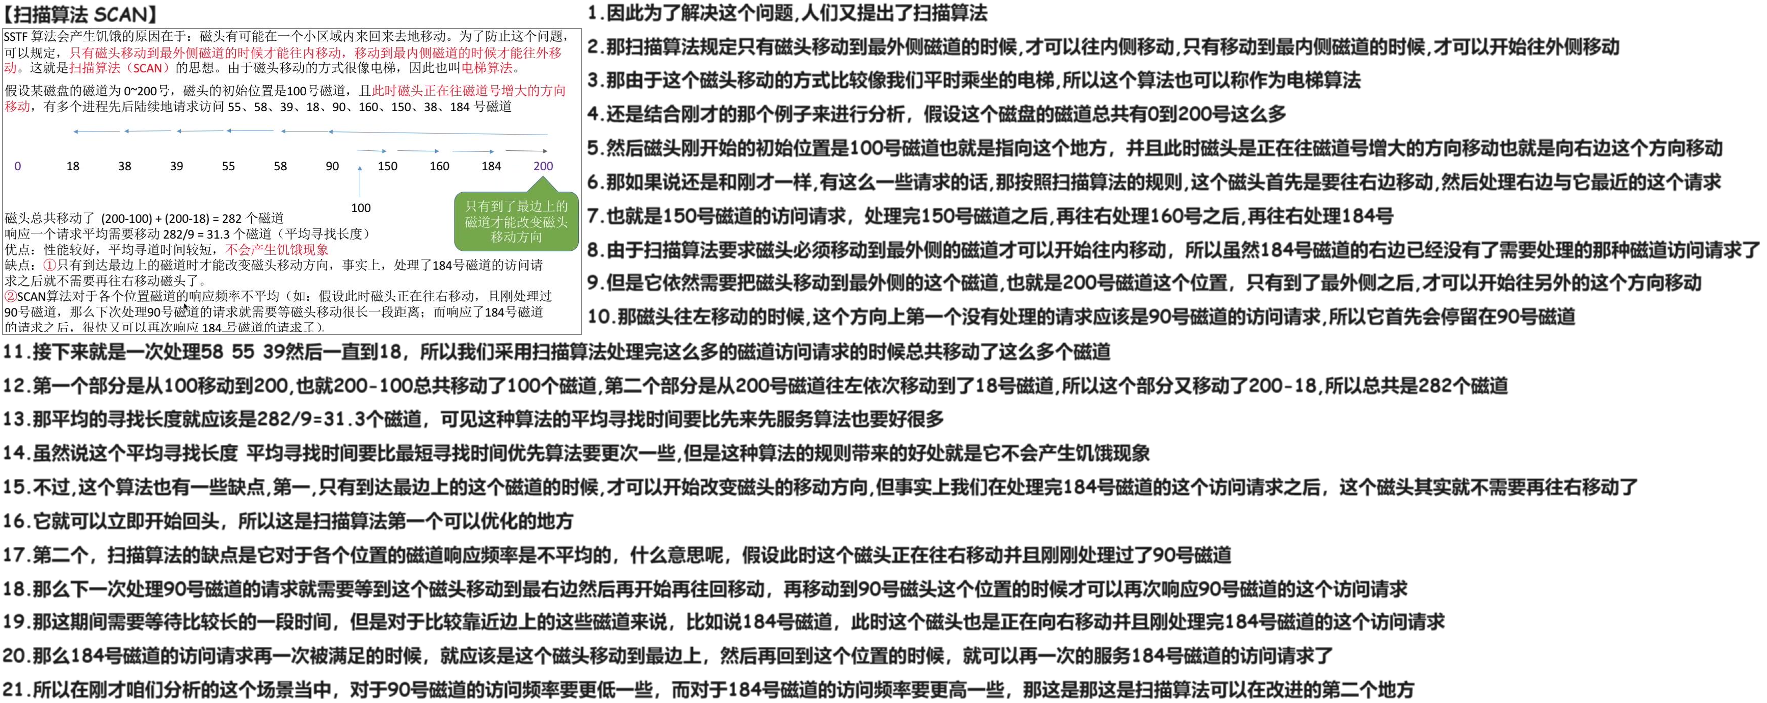 【扫描算法 SCAN】
SSTF 算法会产生饥饿的原因在于：磁头有可能在一个小区域内来回来去地移动。为了防止这个问题，
可以规定，只有磁头移动到最外侧磁道的时候才能往内移动，移动到最内侧磁道的时候才能往外移
动。这就是扫描算法（SCAN）的思想。由于磁头移动的方式很像电梯，因此也叫电梯算法。
假设某磁盘的磁道为 0~200号，磁头的初始位置是100号磁道，且此时磁头正在往磁道号增大的方向
移动，有多个进程先后陆续地请求访问 55、58、39、18、90、160、150、38、184 号磁道
0 18 38 39 55 58 90 150 160 184 200
100
只有到了最边上的
磁道才能改变磁头
移动方向
磁头总共移动了 (200-100) + (200-18) = 282 个磁道
响应一个请求平均需要移动 282/9 = 31.3 个磁道（平均寻找长度）
优点：性能较好，平均寻道时间较短，不会产生饥饿现象
缺点：①只有到达最边上的磁道时才能改变磁头移动方向，事实上，处理了184号磁道的访问请
求之后就不需要再往右移动磁头了。
②SCAN算法对于各个位置磁道的响应频率不平均（如：假设此时磁头正在往右移动，且刚处理过
90号磁道，那么下次处理90号磁道的请求就需要等磁头移动很长一段距离；而响应了184号磁道
的请求之后，很快又可以再次响应 184 号磁道的请求了）
1.因此为了解决这个问题,人们又提出了扫描算法
2.那扫描算法规定只有磁头移动到最外侧磁道的时候,才可以往内侧移动,只有移动到最内侧磁道的时候,才可以开始往外侧移动
3.那由于这个磁头移动的方式比较像我们平时乘坐的电梯,所以这个算法也可以称作为电梯算法
4.还是结合刚才的那个例子来进行分析，假设这个磁盘的磁道总共有0到200号这么多
5.然后磁头刚开始的初始位置是100号磁道也就是指向这个地方，并且此时磁头是正在往磁道号增大的方向移动也就是向右边这个方向移动
6.那如果说还是和刚才一样,有这么一些请求的话,那按照扫描算法的规则,这个磁头首先是要往右边移动,然后处理右边与它最近的这个请求
7.也就是150号磁道的访问请求，处理完150号磁道之后,再往右处理160号之后,再往右处理184号
8.由于扫描算法要求磁头必须移动到最外侧的磁道才可以开始往内移动，所以虽然184号磁道的右边已经没有了需要处理的那种磁道访问请求了
9.但是它依然需要把磁头移动到最外侧的这个磁道，也就是200号磁道这个位置，只有到了最外侧之后，才可以开始往另外的这个方向移动
10.那磁头往左移动的时候,这个方向上第一个没有处理的请求应该是90号磁道的访问请求,所以它首先会停留在90号磁道
11.接下来就是一次处理58 55 39然后一直到18，所以我们采用扫描算法处理完这么多的磁道访问请求的时候总共移动了这么多个磁道
12.第一个部分是从100移动到200,也就200-100总共移动了100个磁道,第二个部分是从200号磁道往左依次移动到了18号磁道,所以这个部分又移动了200-18,所以总共是282个磁道
13.那平均的寻找长度就应该是282/9=31.3个磁道，可见这种算法的平均寻找时间要比先来先服务算法也要好很多
14.虽然说这个平均寻找长度 平均寻找时间要比最短寻找时间优先算法要更次一些,但是这种算法的规则带来的好处就是它不会产生饥饿现象
15.不过,这个算法也有一些缺点,第一,只有到达最边上的这个磁道的时候,才可以开始改变磁头的移动方向,但事实上我们在处理完184号磁道的这个访问请求之后，这个磁头其实就不需要再往右移动了
16.它就可以立即开始回头，所以这是扫描算法第一个可以优化的地方
17.第二个，扫描算法的缺点是它对于各个位置的磁道响应频率是不平均的，什么意思呢，假设此时这个磁头正在往右移动并且刚刚处理过了90号磁道
18.那么下一次处理90号磁道的请求就需要等到这个磁头移动到最右边然后再开始再往回移动，再移动到90号磁头这个位置的时候才可以再次响应90号磁道的这个访问请求
19.那这期间需要等待比较长的一段时间，但是对于比较靠近边上的这些磁道来说，比如说184号磁道，此时这个磁头也是正在向右移动并且刚处理完184号磁道的这个访问请求
20.那么184号磁道的访问请求再一次被满足的时候，就应该是这个磁头移动到最边上，然后再回到这个位置的时候，就可以再一次的服务184号磁道的访问请求了
21.所以在刚才咱们分析的这个场景当中，对于90号磁道的访问频率要更低一些，而对于184号磁道的访问频率要更高一些，那这是那这是扫描算法可以在改进的第二个地方